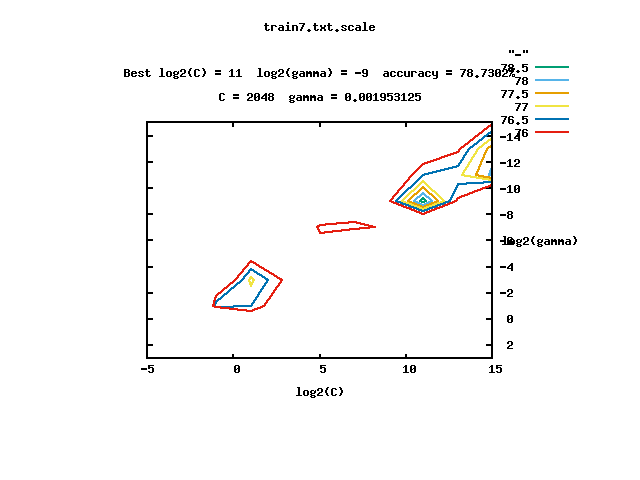 train7.txt.scale
"-"
Best log2(C) = 11 log2(gamma) = -9 accuracy = 78.7302%
78.5
78
C = 2048 gamma = 0.001953125
77.5
77
76.5
76
-14
-12
-10
-8
-6
log2(gamma)
-4
-2
0
2
-5 0 5 10 15
log2(C)